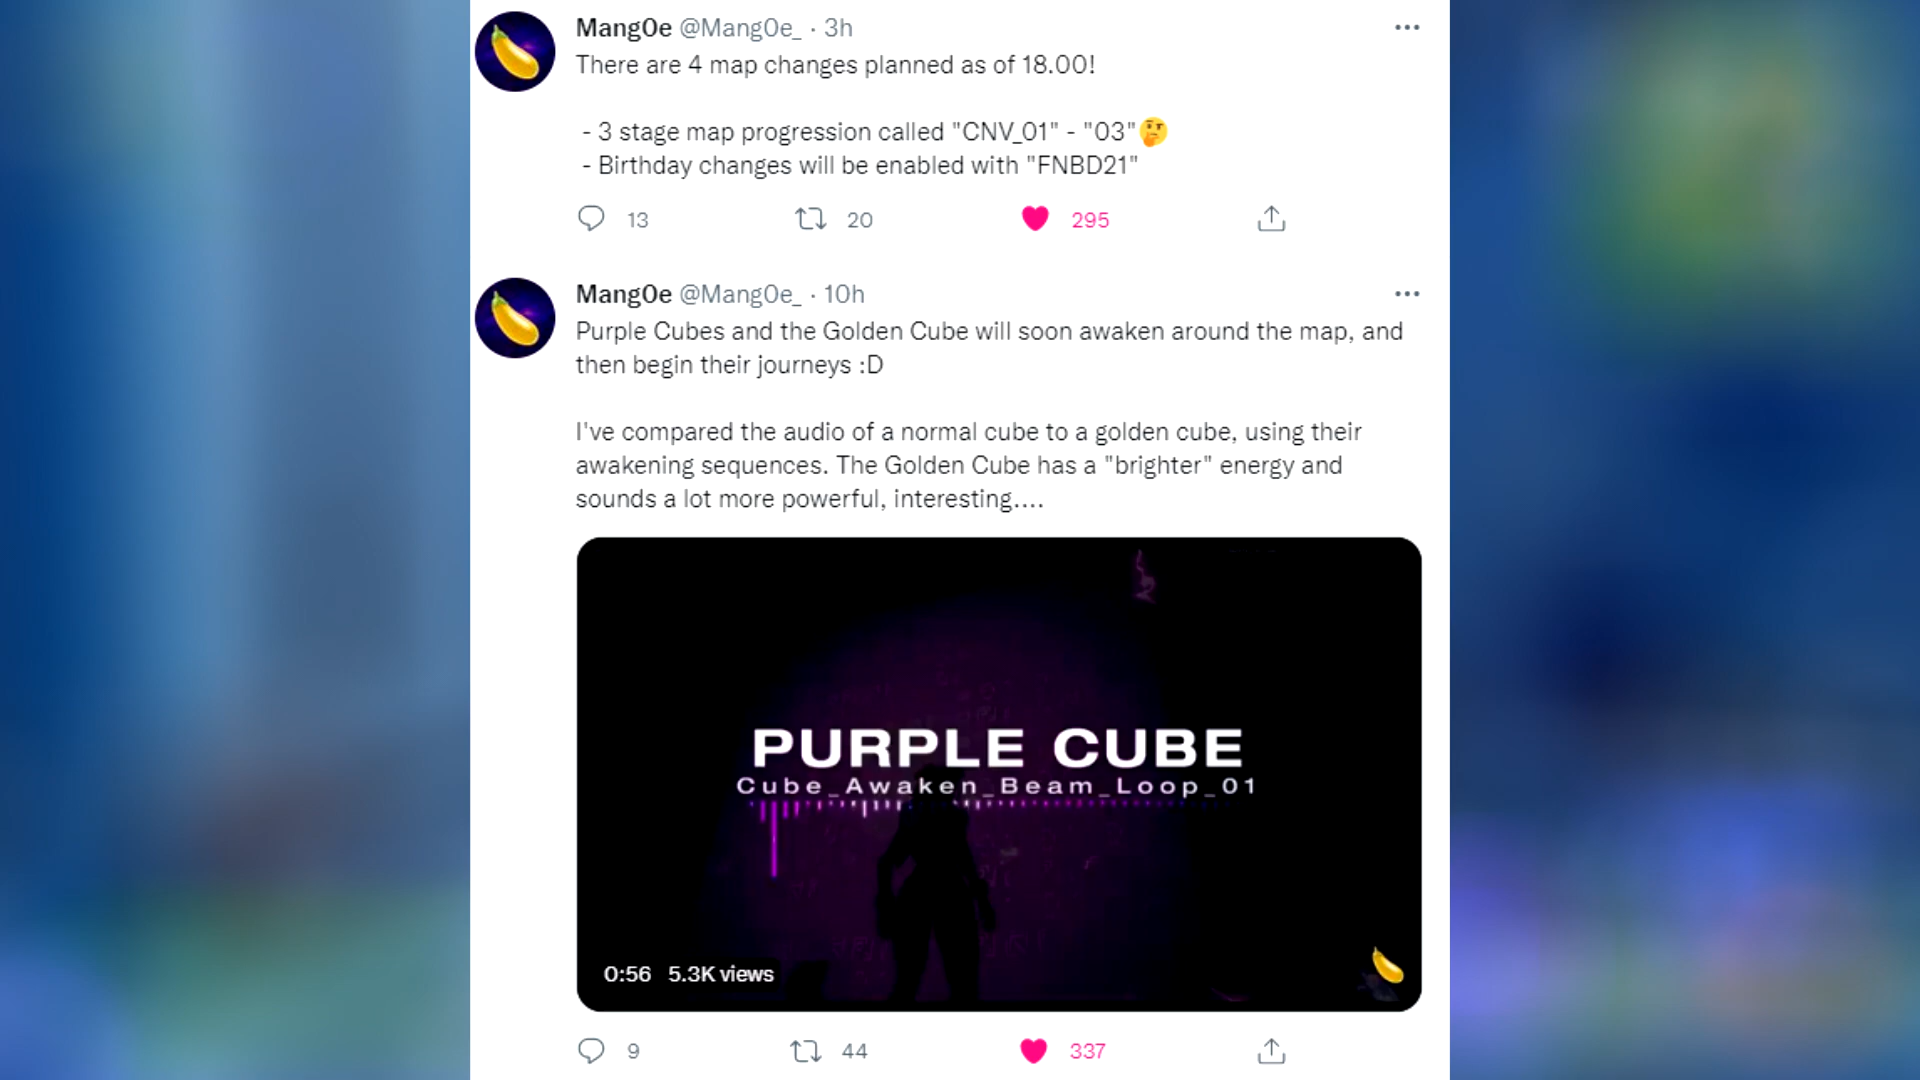 MangOe @MangOe_ · 3h
There are 4 map changes planned as of 18.00!
- 3 stage map progression called "CNV_01" - "03"🤔
- Birthday changes will be enabled with "FNBD21"
13 20 295
MangOe @MangOe_ · 10h
Purple Cubes and the Golden Cube will soon awaken around the map, and
then begin their journeys :D
I've compared the audio of a normal cube to a golden cube, using their
awakening sequences. The Golden Cube has a "brighter" energy and
sounds a lot more powerful, interesting....
PURPLE CUBE
Cube_Awaken_Beam_Loop_01
0:56 5.3K views
9 44 337